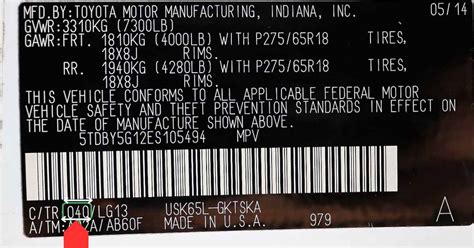 MFD.BY: TOYOTA MOTOR MANUFACTURING, INDIANA, INC. 05/14
GVWR: 3310KG (7300LB)
GAWR: FRT. 1810KG (4000LB) WITH P275/65R18 TIRES,
18X8J RIMS.
RR. 1940KG (4280LB) WITH P275/65R18 TIRES,
18X8J RIMS.
THIS VEHICLE CONFORMS TO ALL APPLICABLE FEDERAL MOTOR
VEHICLE SAFETY AND THEFT PREVENTION STANDARDS IN EFFECT ON
THE DATE OF MANUFACTURE SHOWN ABOVE.
5TDBY5G12ES105494 MPV
C/TR: 040/LG13 USK65L-GKTSKA A
A/TM: /AB60F MADE IN U.S.A. 979